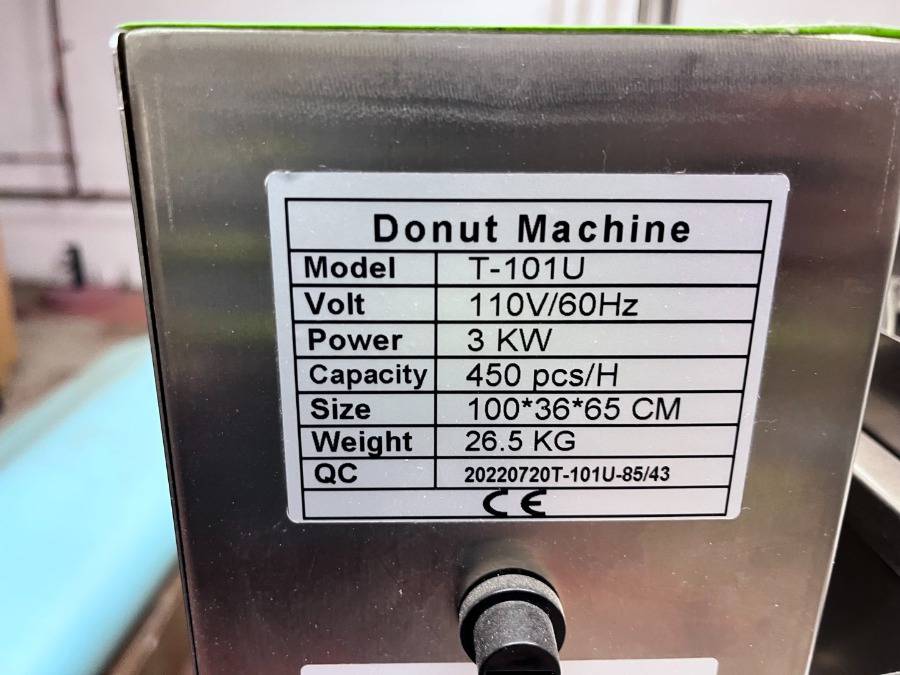 Donut Machine
Model T-101U
Volt 110V/60Hz
Power 3 KW
Capacity 450 pcs/H
Size 100*36*65 CM
Weight 26.5 KG
QC 20220720T-101U-85/43
CE